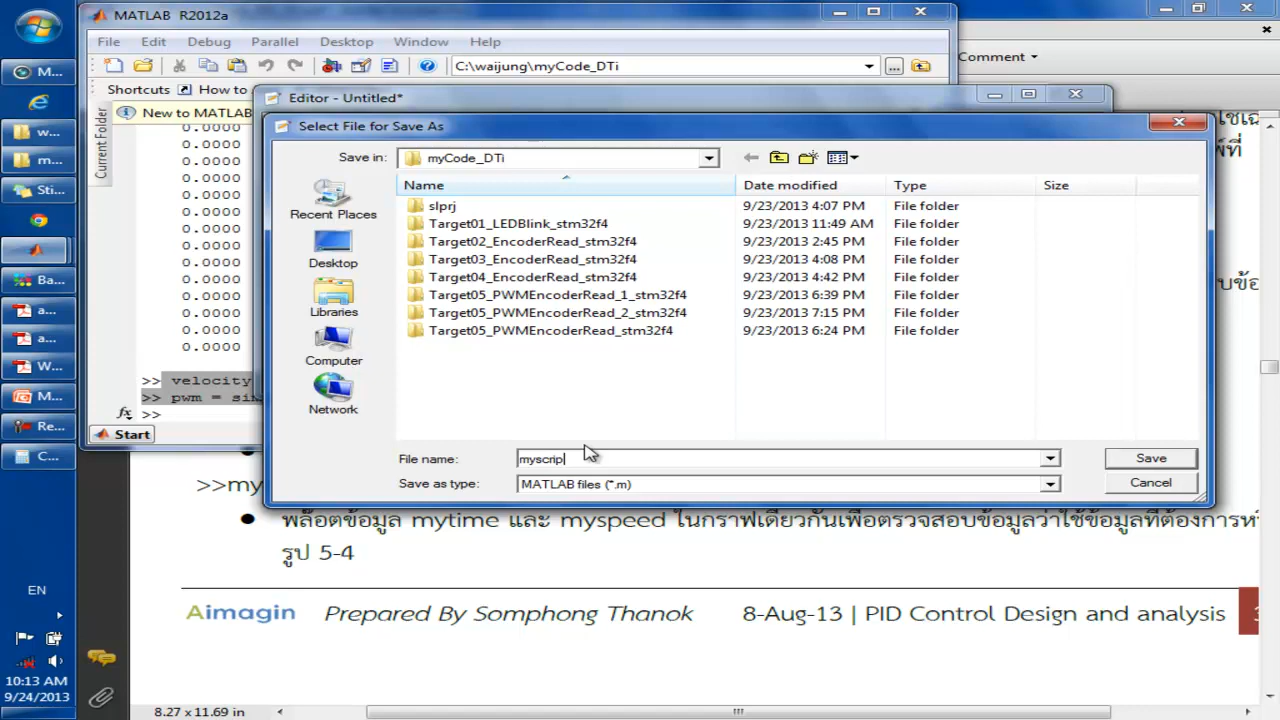 MATLAB R2012a
File Edit Debug Parallel Desktop Window Help
C:\waijung\myCode_DTi
Shortcuts How to
New to MATLAB
Current Folder
Comment
Editor - Untitled*
Select File for Save As
Save in: myCode_DTi
Name Date modified Type Size
slprj 9/23/2013 4:07 PM File folder
Target01_LEDBlink_stm32f4 9/23/2013 11:49 AM File folder
Target02_EncoderRead_stm32f4 9/23/2013 2:45 PM File folder
Target03_EncoderRead_stm32f4 9/23/2013 4:08 PM File folder
Target04_EncoderRead_stm32f4 9/23/2013 4:42 PM File folder
Target05_PWMEncoderRead_1_stm32f4 9/23/2013 6:39 PM File folder
Target05_PWMEncoderRead_2_stm32f4 9/23/2013 7:15 PM File folder
Target05_PWMEncoderRead_stm32f4 9/23/2013 6:24 PM File folder
Recent Places
Desktop
Libraries
Computer
Network
File name: myscrip Save
Save as type: MATLAB files (*.m) Cancel
0.0000
0.0000
0.0000
0.0000
0.0000
0.0000
0.0000
0.0000
0.0000
0.0000
0.0000
0.0000
0.0000
>> velocity
>> pwm = sim
fx >>
Start
>>my
พล็อตข้อมูล mytime และ myspeed ในกราฟเดียวกันเพื่อตรวจสอบข้อมูลว่าใช้ข้อมูลที่ต้องการห
รูป 5-4
Aimagin Prepared By Somphong Thanok 8-Aug-13 | PID Control Design and analysis
8.27 x 11.69 in
M...
w...
m...
Sti...
Ba...
a...
a...
W...
M...
Re...
C...
EN
10:13 AM
9/24/2013